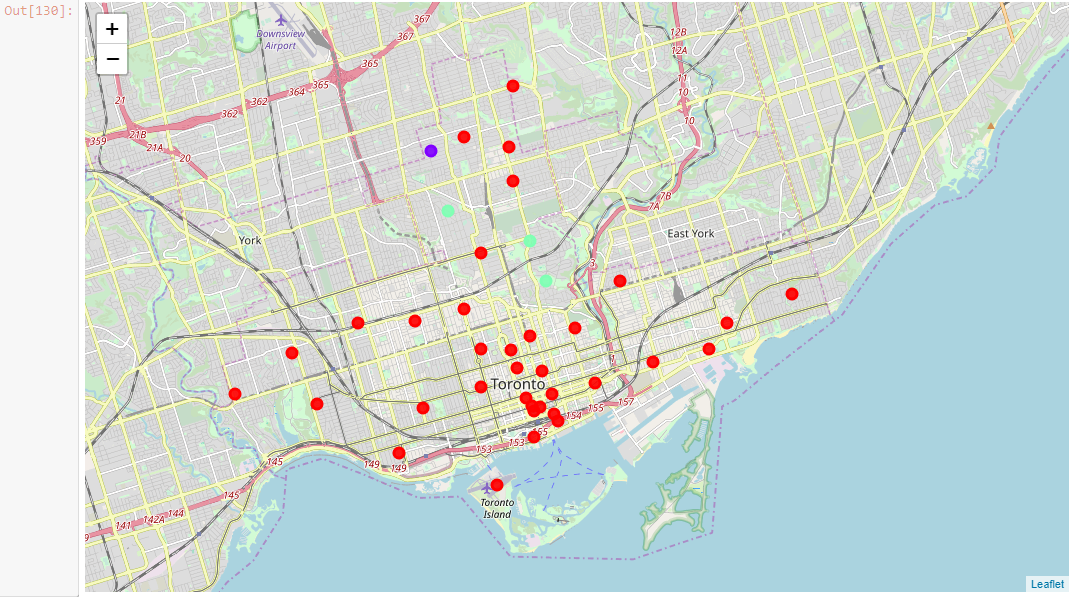 Out[130]:
+
−
Downsview
Airport
367
367
365
365
364
362
362
21
21B
21A
20
359
12B
12A
11
10
10
7B
7A
3
York
East York
1
Toronto
157
155
154
155
153
153
149
149
145
145
144
142A
141
9
Toronto
Island
Leaflet